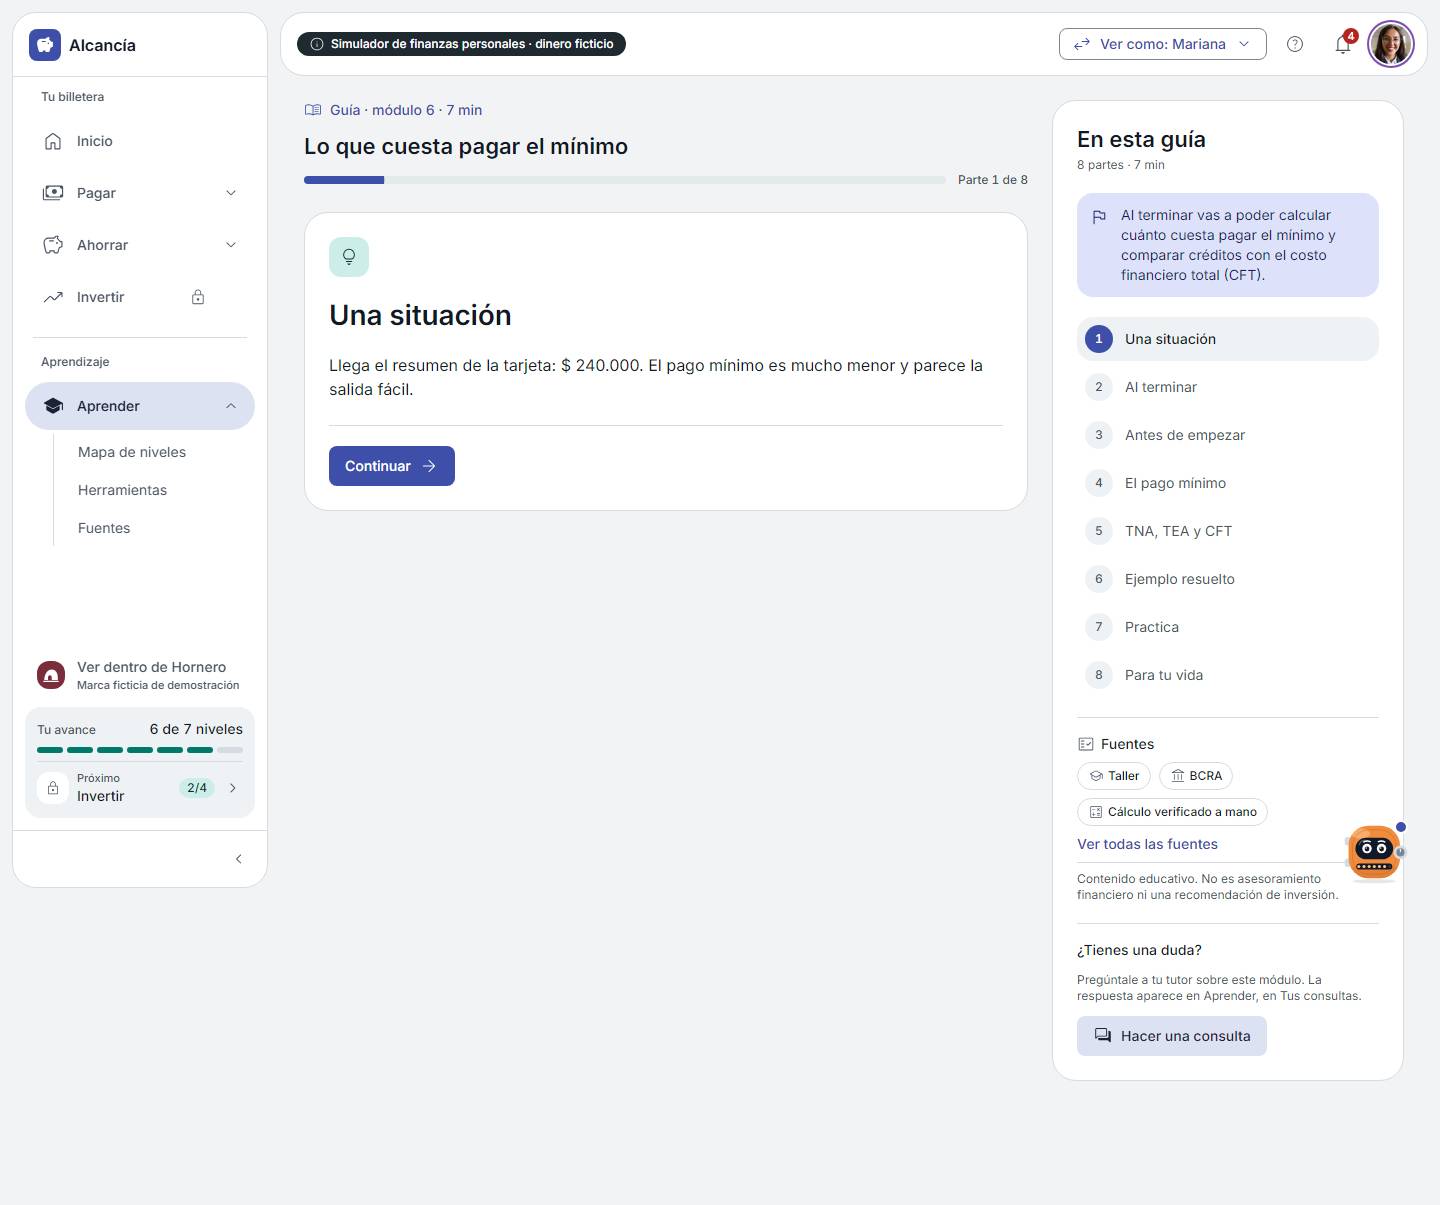 Alcancía
Tu billetera
Inicio
Pagar
Ahorrar
Invertir
Aprendizaje
Aprender
Mapa de niveles
Herramientas
Fuentes
Ver dentro de Hornero
Marca ficticia de demostración
Tu avance
6 de 7 niveles
Próximo
Invertir
2/4
Simulador de finanzas personales · dinero ficticio
Ver como: Mariana
4
Guía · módulo 6 · 7 min
Lo que cuesta pagar el mínimo
Parte 1 de 8
Una situación
Llega el resumen de la tarjeta: $ 240.000. El pago mínimo es mucho menor y parece la
salida fácil.
Continuar
En esta guía
8 partes · 7 min
Al terminar vas a poder calcular
cuánto cuesta pagar el mínimo y
comparar créditos con el costo
financiero total (CFT).
1 Una situación
2 Al terminar
3 Antes de empezar
4 El pago mínimo
5 TNA, TEA y CFT
6 Ejemplo resuelto
7 Practica
8 Para tu vida
Fuentes
Taller
BCRA
Cálculo verificado a mano
Ver todas las fuentes
Contenido educativo. No es asesoramiento
financiero ni una recomendación de inversión.
¿Tienes una duda?
Pregúntale a tu tutor sobre este módulo. La
respuesta aparece en Aprender, en Tus consultas.
Hacer una consulta